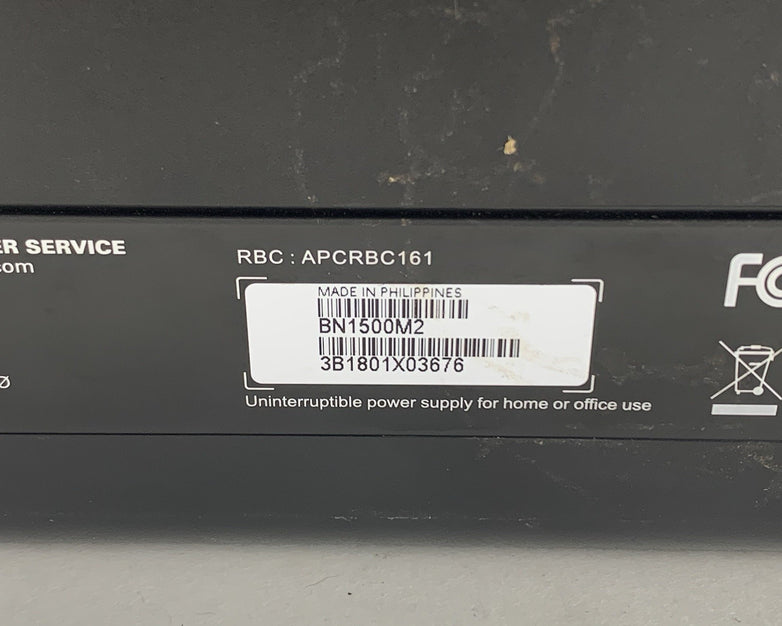 ER SERVICE
com
RBC : APCRBC161
MADE IN PHILIPPINES
BN1500M2
3B1801X03676
Uninterruptible power supply for home or office use